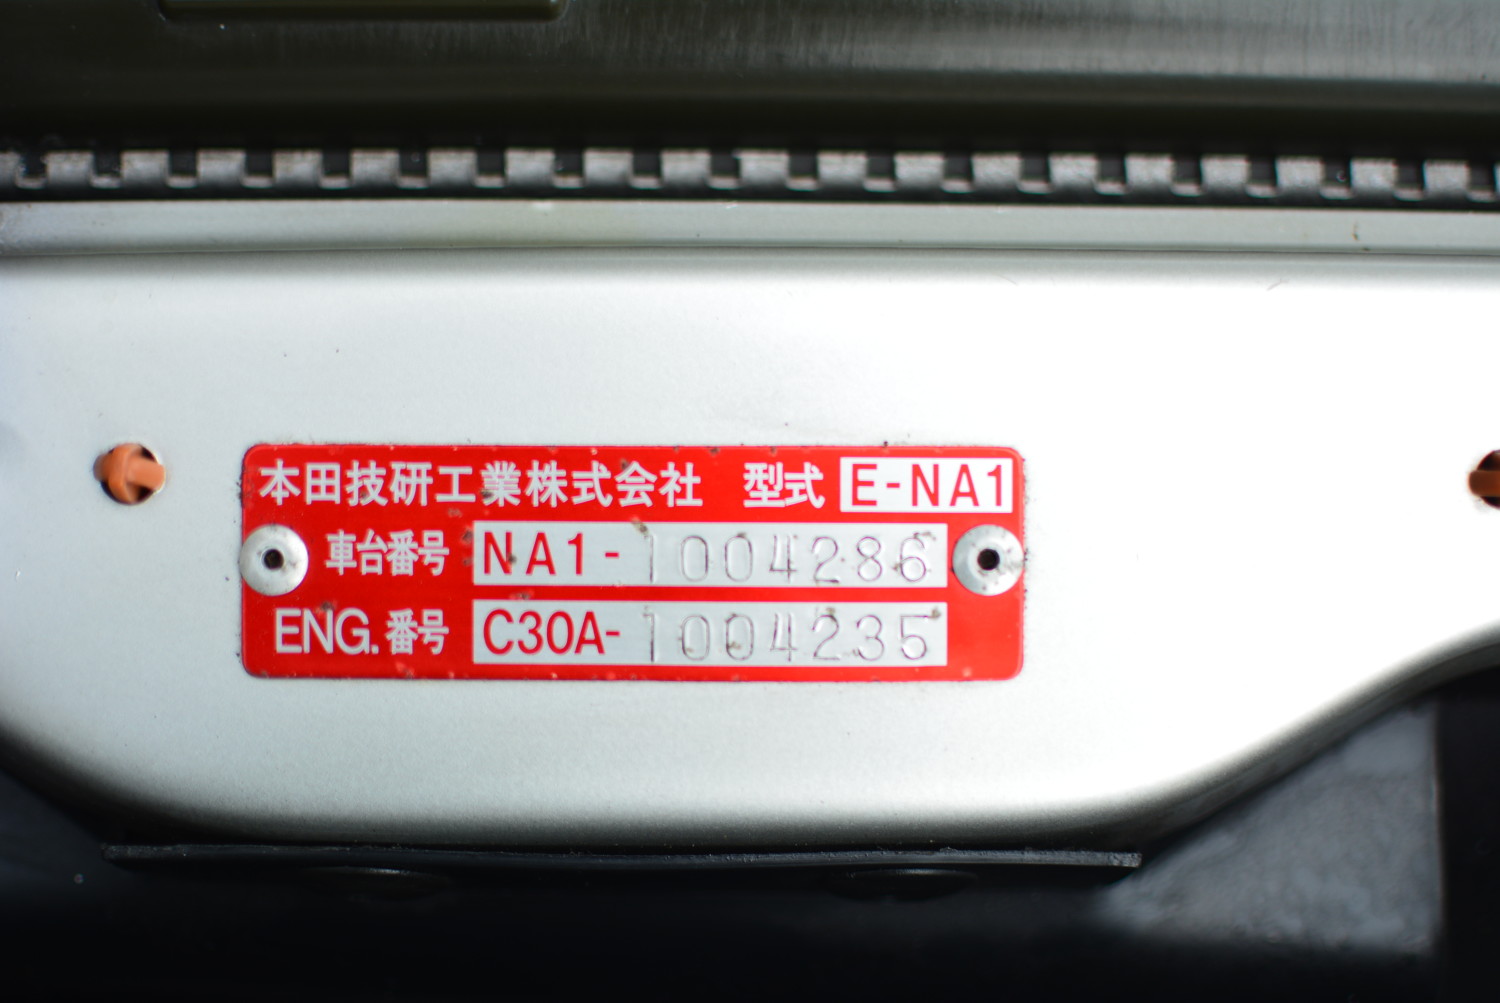 本田技研工業株式会社 型式 E-NA1
車台番号 NA1-1004286
ENG.番号 C30A-1004235